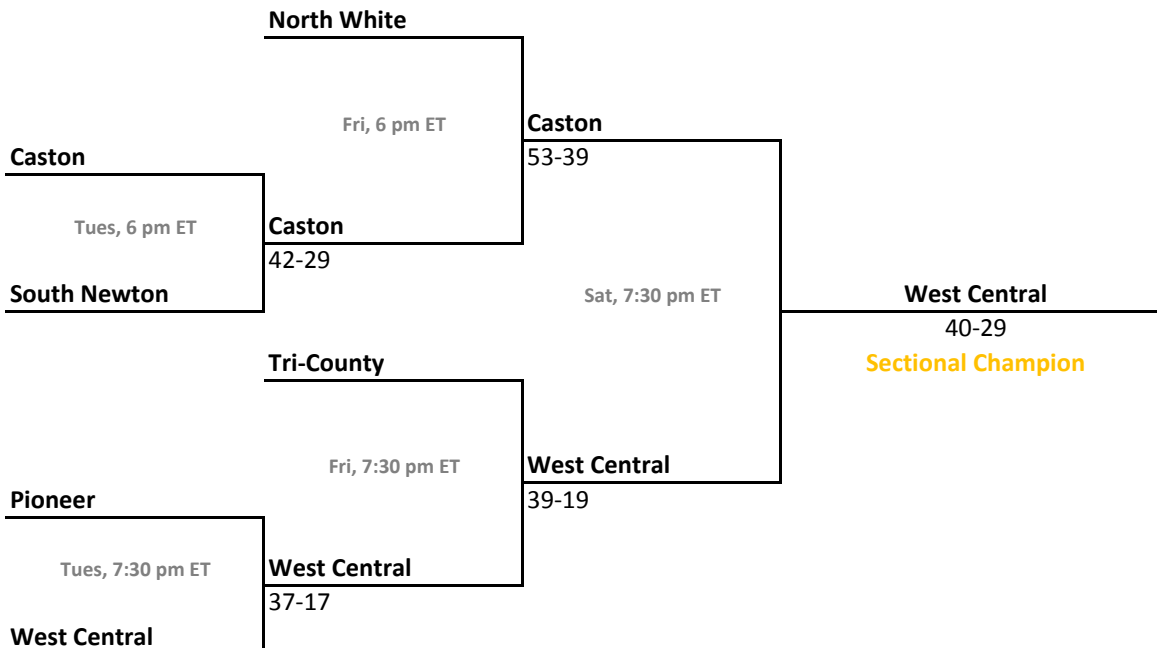 North White
Fri, 6 pm ET
Caston
Caston
53-39
Tues, 6 pm ET
Caston
42-29
South Newton
Sat, 7:30 pm ET
West Central
40-29
Tri-County
Sectional Champion
Fri, 7:30 pm ET
West Central
Pioneer
39-19
Tues, 7:30 pm ET
West Central
37-17
West Central